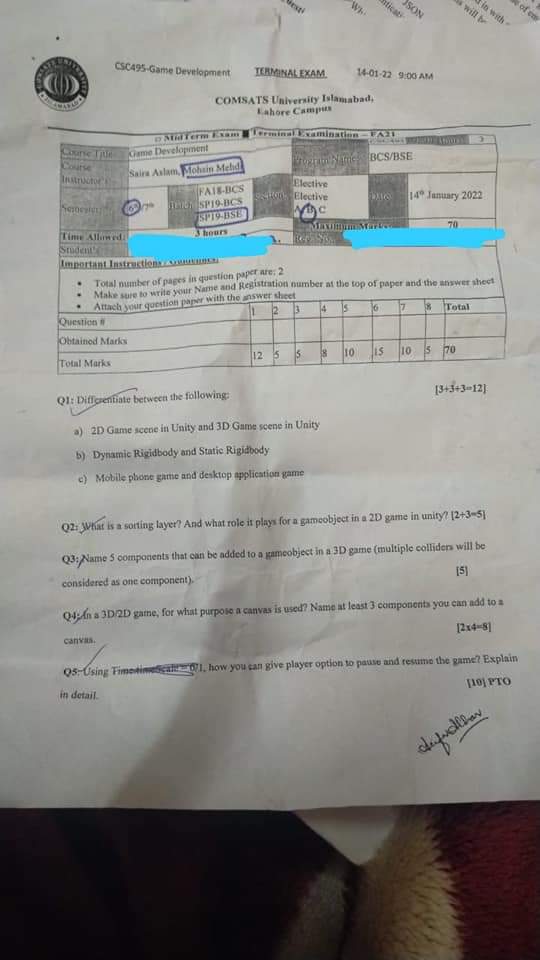 JSON
CSC495-Game Development TERMINAL EXAM 14-01-22 9:00 AM
COMSATS University Islamabad,
Lahore Campus
□ MidTerm Exam ■ Terminal Examination – FA21
Course Title: Game Development Program Name: BCS/BSE
Course Instructor's: Saira Aslam, Mohsin Mehdi
Semester: 6th/7th Batch: FA18-BCS Section: Elective Date: 14th January 2022
SP19-BCS Elective
SP19-BSE A B C
Time Allowed: 3 hours Maximum Marks: 70
Student's Reg. No.
Important Instructions / Guidelines:
• Total number of pages in question paper are: 2
• Make sure to write your Name and Registration number at the top of paper and the answer sheet
• Attach your question paper with the answer sheet
Question # 1 2 3 4 5 6 7 8 Total
Obtained Marks
Total Marks 12 5 5 8 10 15 10 5 70
Q1: Differentiate between the following: [3+3+3=12]
a) 2D Game scene in Unity and 3D Game scene in Unity
b) Dynamic Rigidbody and Static Rigidbody
c) Mobile phone game and desktop application game
Q2: What is a sorting layer? And what role it plays for a gameobject in a 2D game in unity? [2+3=5]
Q3: Name 5 components that can be added to a gameobject in a 3D game (multiple colliders will be
considered as one component). [5]
Q4: In a 3D/2D game, for what purpose a canvas is used? Name at least 3 components you can add to a
canvas. [2x4=8]
Q5: Using Time.timeScale = 0/1, how you can give player option to pause and resume the game? Explain
in detail. [10] PTO